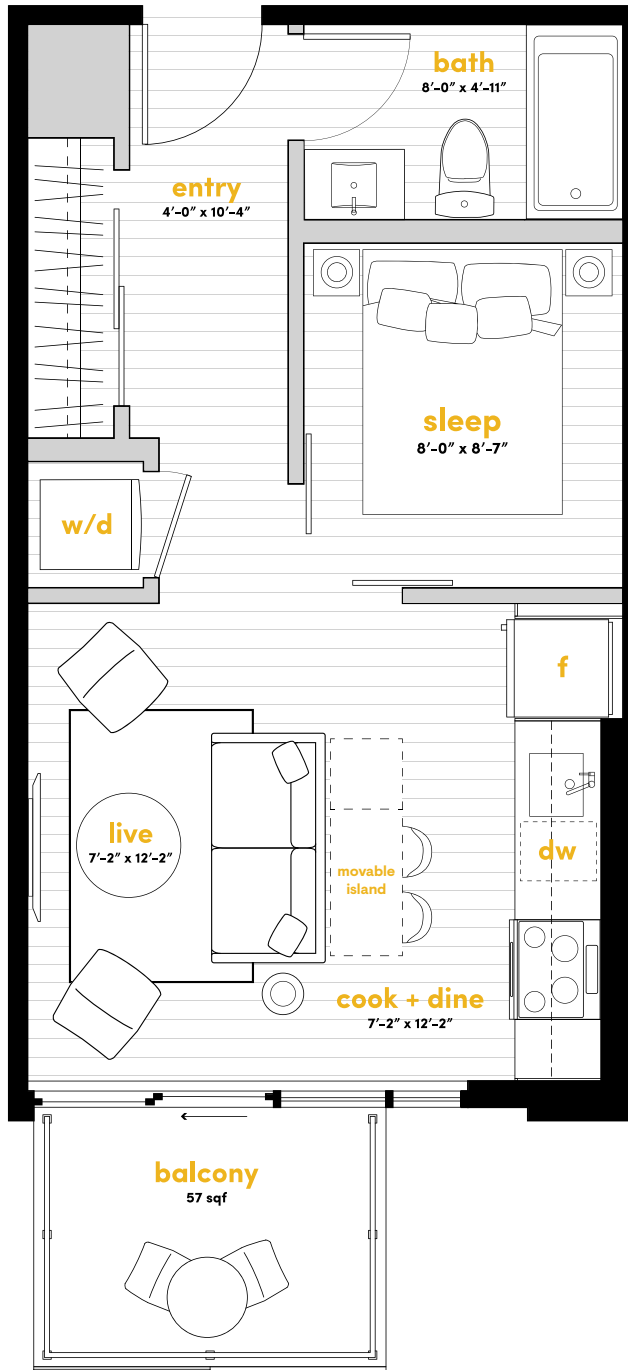 bath
8’–0” x 4’–11”
entry
4’–0” x 10’–4”
sleep
8’–0” x 8’–7”
w/d
f
live
7’–2” x 12’–2”
movable
island
dw
cook + dine
7’–2” x 12’–2”
balcony
57 sqf